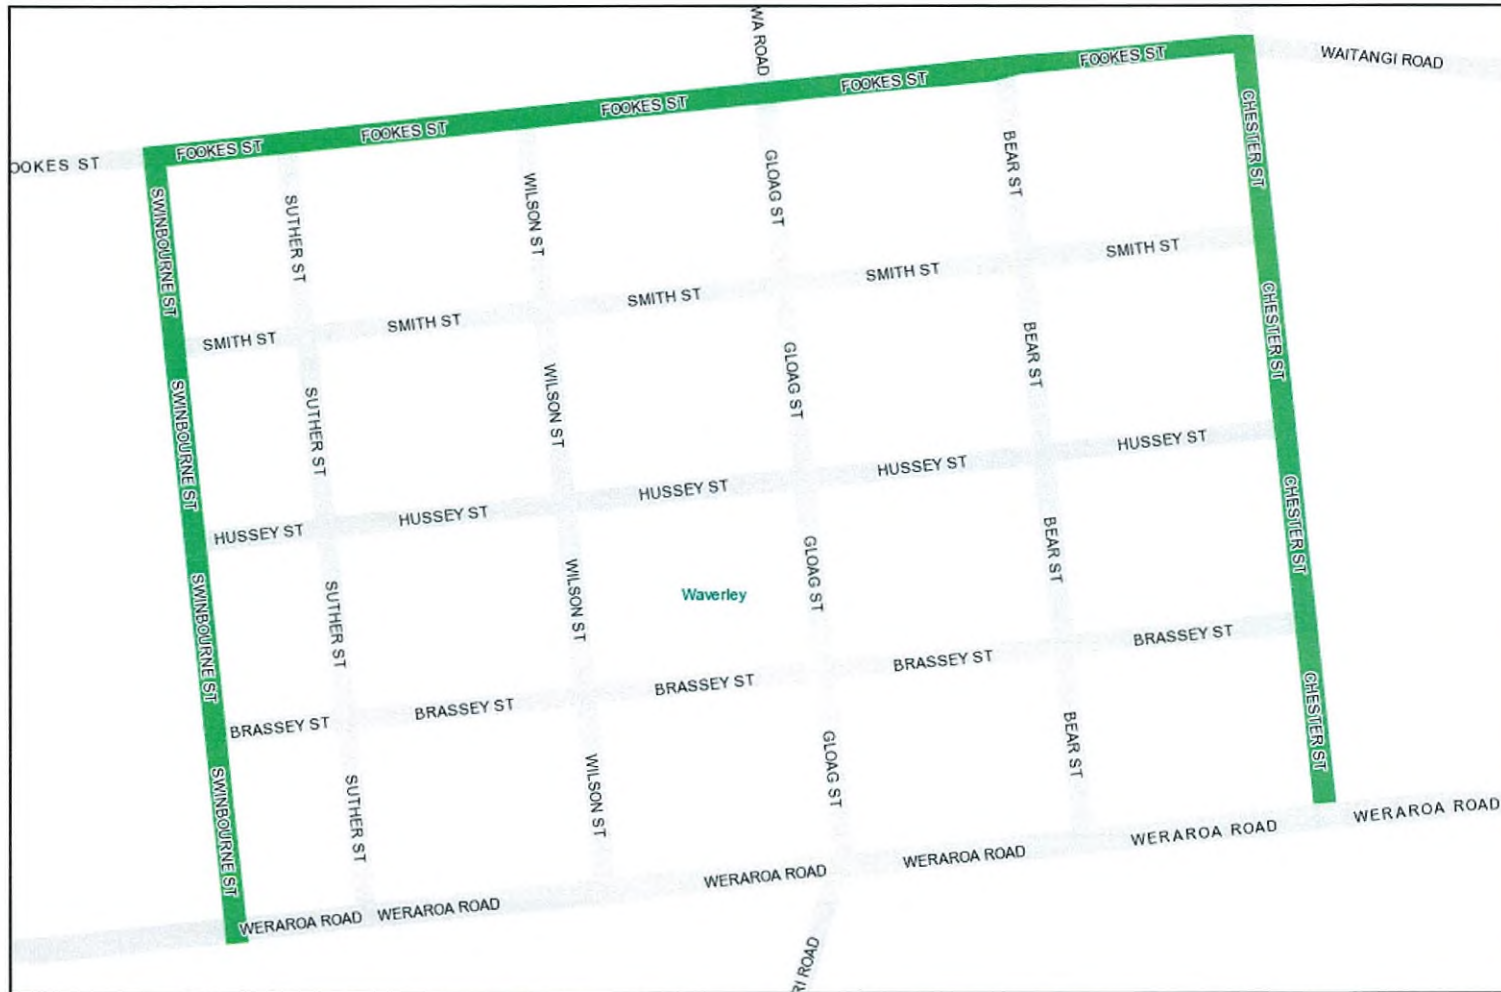 WA ROAD
FOOKES ST
WAITANGI ROAD
FOOKES ST
FOOKES ST
FOOKES ST
FOOKES ST
OOKES ST
CHESTER ST
SWINBOURNE ST
SUTHER ST
WILSON ST
GLOAG ST
BEAR ST
SMITH ST
SMITH ST
SMITH ST
SMITH ST
SMITH ST
CHESTER ST
SWINBOURNE ST
SUTHER ST
WILSON ST
GLOAG ST
BEAR ST
HUSSEY ST
HUSSEY ST
HUSSEY ST
HUSSEY ST
HUSSEY ST
CHESTER ST
SWINBOURNE ST
SUTHER ST
WILSON ST
Waverley
GLOAG ST
BEAR ST
BRASSEY ST
BRASSEY ST
BRASSEY ST
BRASSEY ST
BRASSEY ST
CHESTER ST
SWINBOURNE ST
SUTHER ST
WILSON ST
GLOAG ST
BEAR ST
WERAROA ROAD
WERAROA ROAD
WERAROA ROAD
WERAROA ROAD
WERAROA ROAD
WERAROA ROAD
RI ROAD